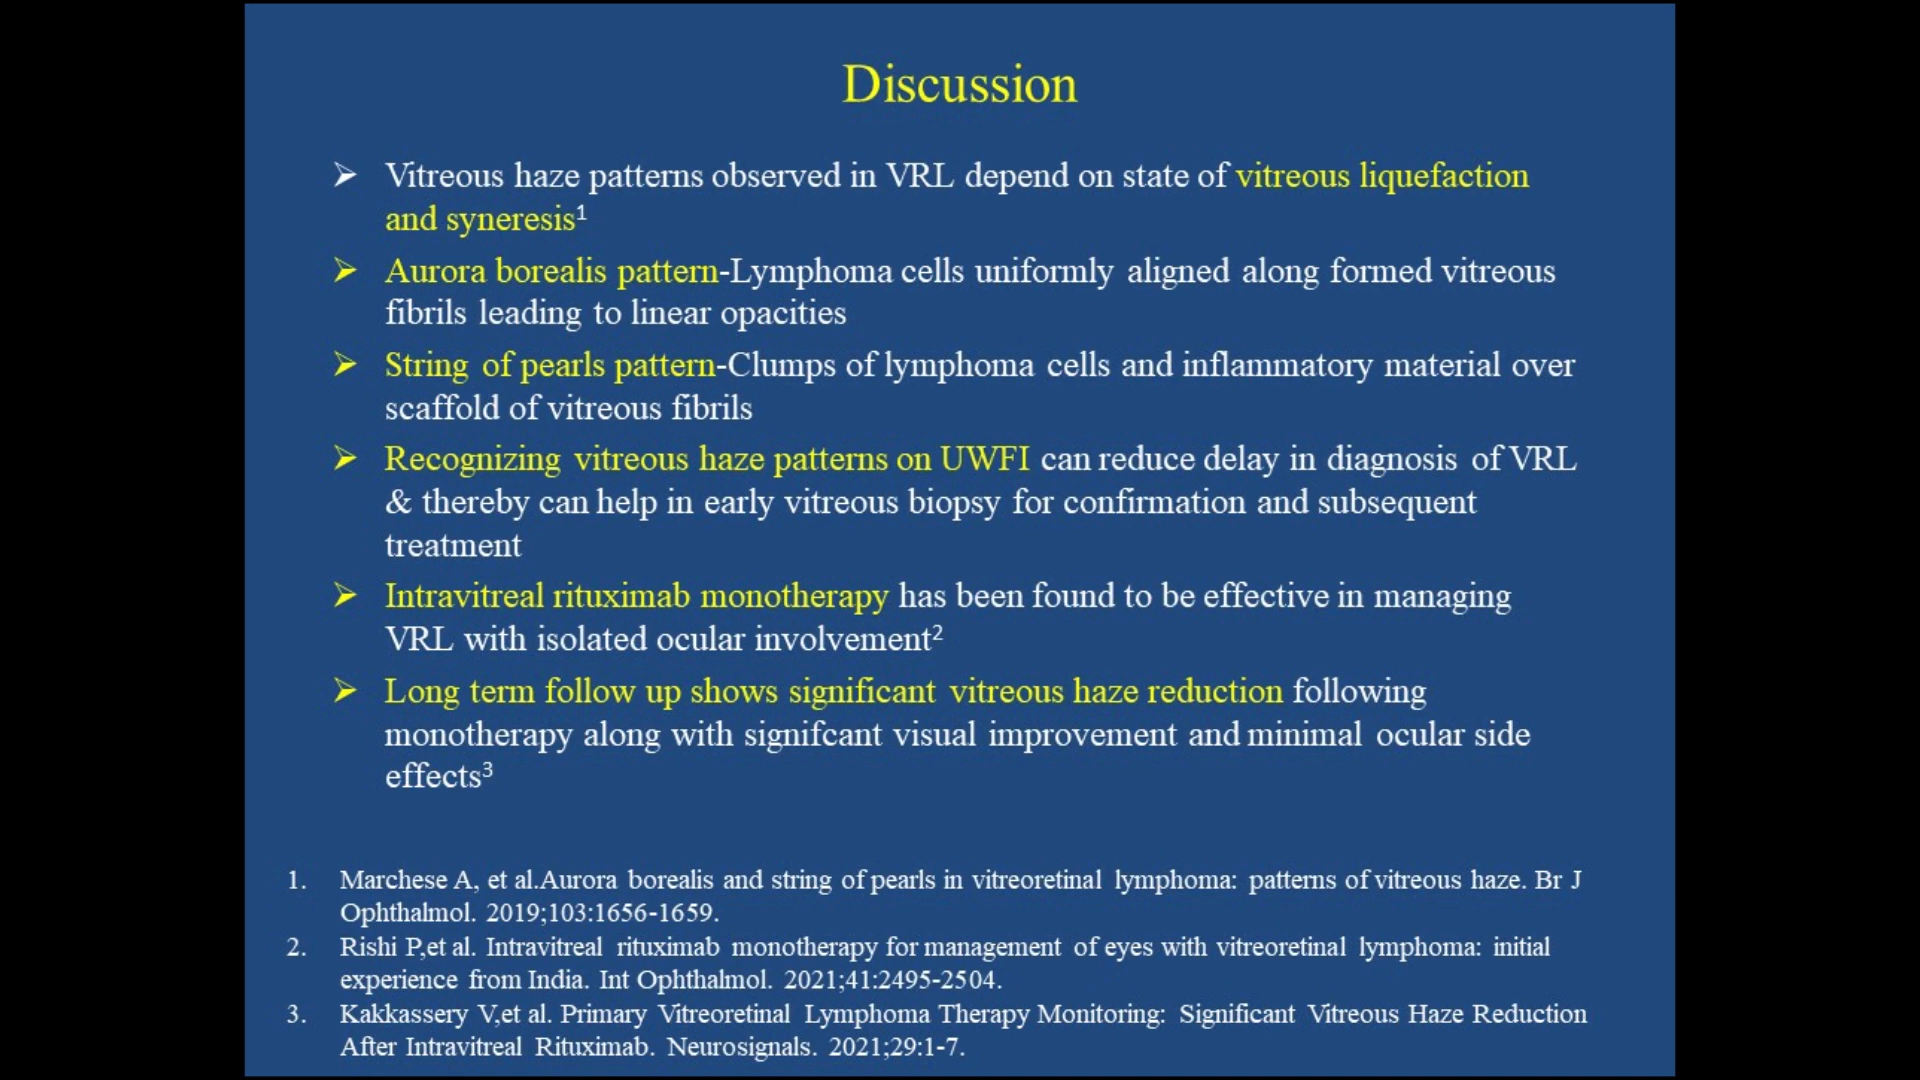 Discussion
➢ Vitreous haze patterns observed in VRL depend on state of vitreous liquefaction
and syneresis¹
➢ Aurora borealis pattern-Lymphoma cells uniformly aligned along formed vitreous
fibrils leading to linear opacities
➢ String of pearls pattern-Clumps of lymphoma cells and inflammatory material over
scaffold of vitreous fibrils
➢ Recognizing vitreous haze patterns on UWFI can reduce delay in diagnosis of VRL
& thereby can help in early vitreous biopsy for confirmation and subsequent
treatment
➢ Intravitreal rituximab monotherapy has been found to be effective in managing
VRL with isolated ocular involvement²
➢ Long term follow up shows significant vitreous haze reduction following
monotherapy along with signifcant visual improvement and minimal ocular side
effects³
1. Marchese A, et al.Aurora borealis and string of pearls in vitreoretinal lymphoma: patterns of vitreous haze. Br J
Ophthalmol. 2019;103:1656-1659.
2. Rishi P,et al. Intravitreal rituximab monotherapy for management of eyes with vitreoretinal lymphoma: initial
experience from India. Int Ophthalmol. 2021;41:2495-2504.
3. Kakkassery V,et al. Primary Vitreoretinal Lymphoma Therapy Monitoring: Significant Vitreous Haze Reduction
After Intravitreal Rituximab. Neurosignals. 2021;29:1-7.